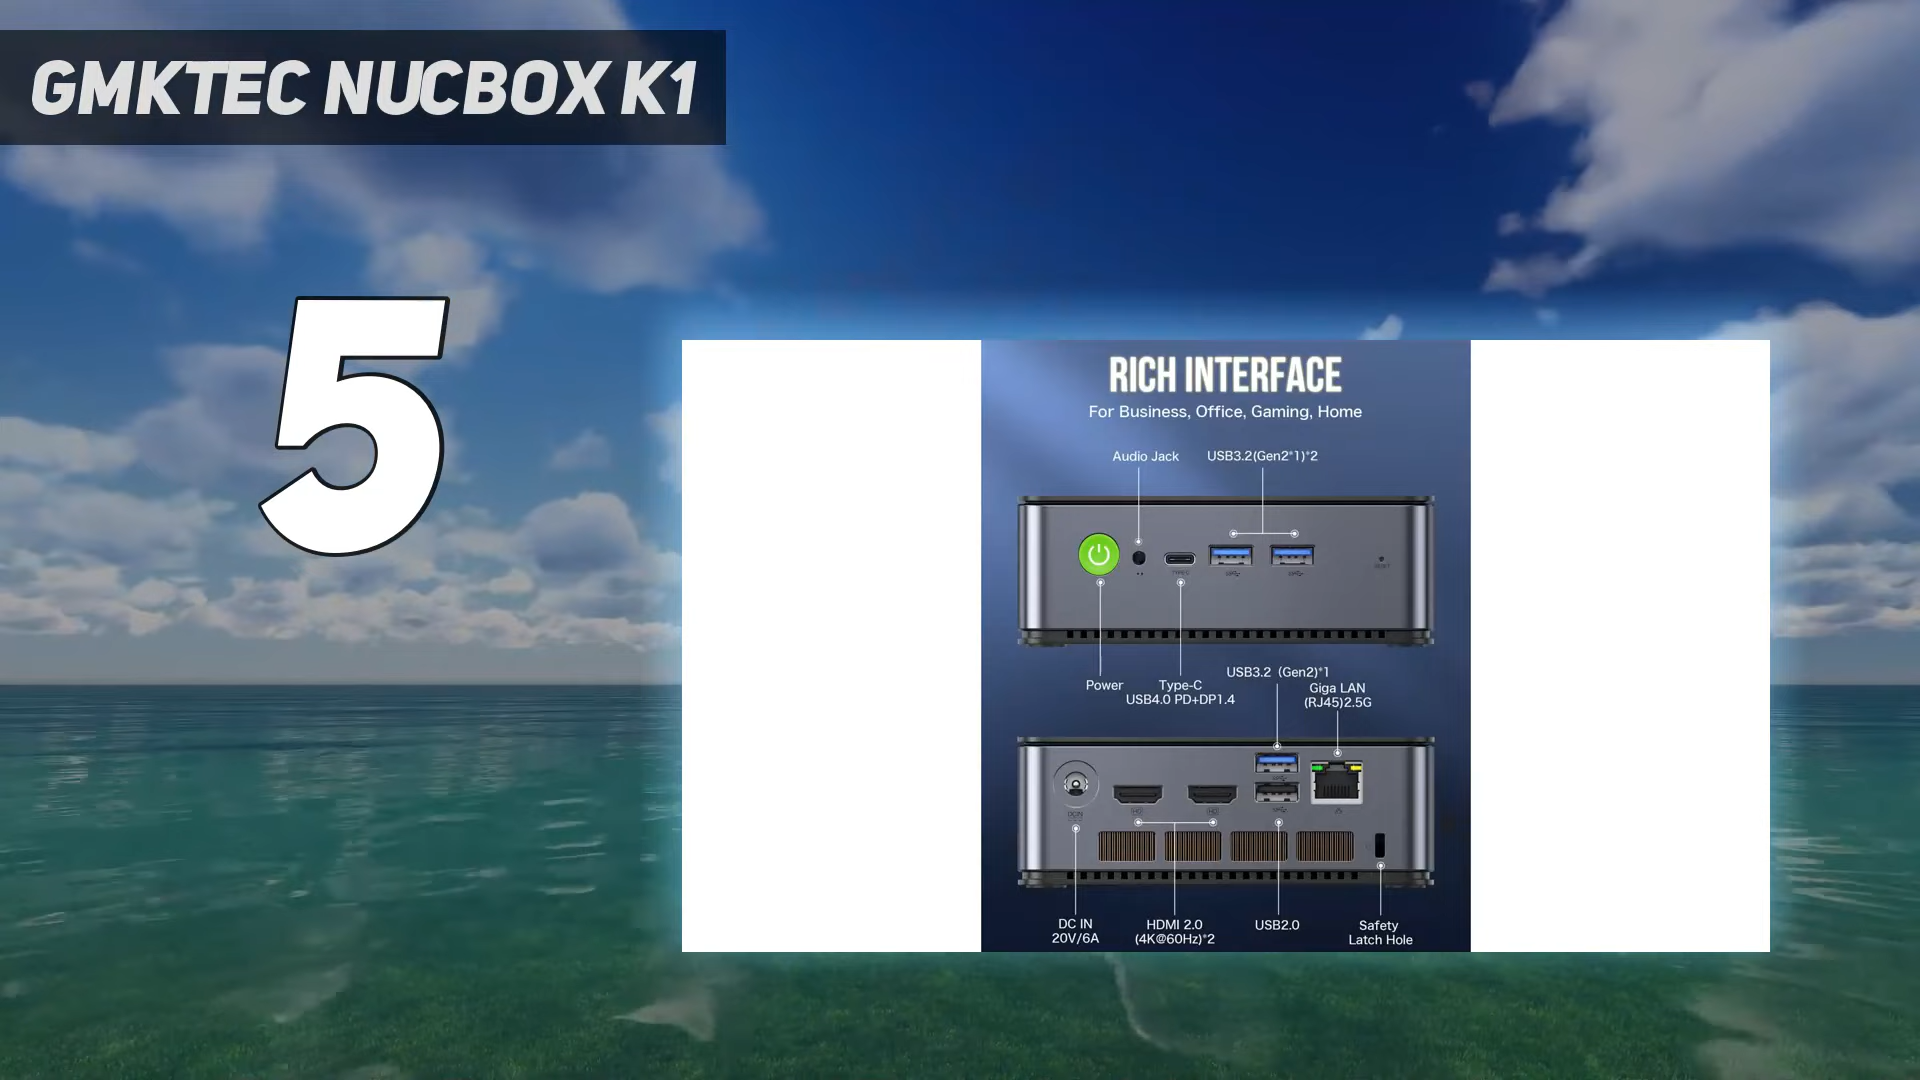 GMKTEC NUCBOX K1
5
RICH INTERFACE
For Business, Office, Gaming, Home
Audio Jack
USB3.2(Gen2*1)*2
Power
Type-C
USB4.0 PD+DP1.4
USB3.2 (Gen2)*1
Giga LAN
(RJ45)2.5G
DC IN
20V/6A
HDMI 2.0
(4K@60Hz)*2
USB2.0
Safety
Latch Hole